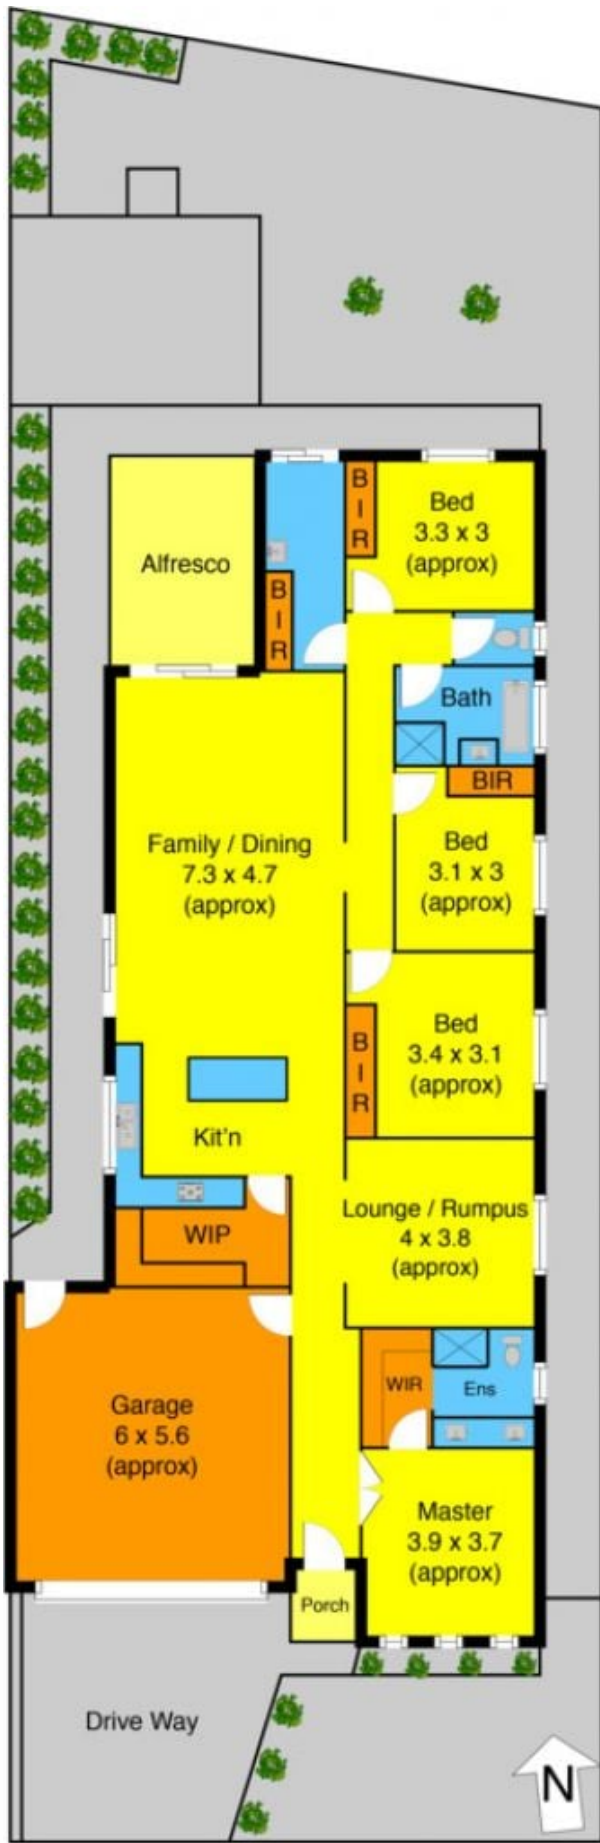 B
I
R
Bed
3.3 x 3
(approx)
Alfresco
B
I
R
Bath
BIR
Family / Dining
7.3 x 4.7
(approx)
Bed
3.1 x 3
(approx)
B
I
R
Bed
3.4 x 3.1
(approx)
Kit'n
Lounge / Rumpus
4 x 3.8
(approx)
WIP
WIR
Ens
Garage
6 x 5.6
(approx)
Master
3.9 x 3.7
(approx)
Porch
Drive Way
N